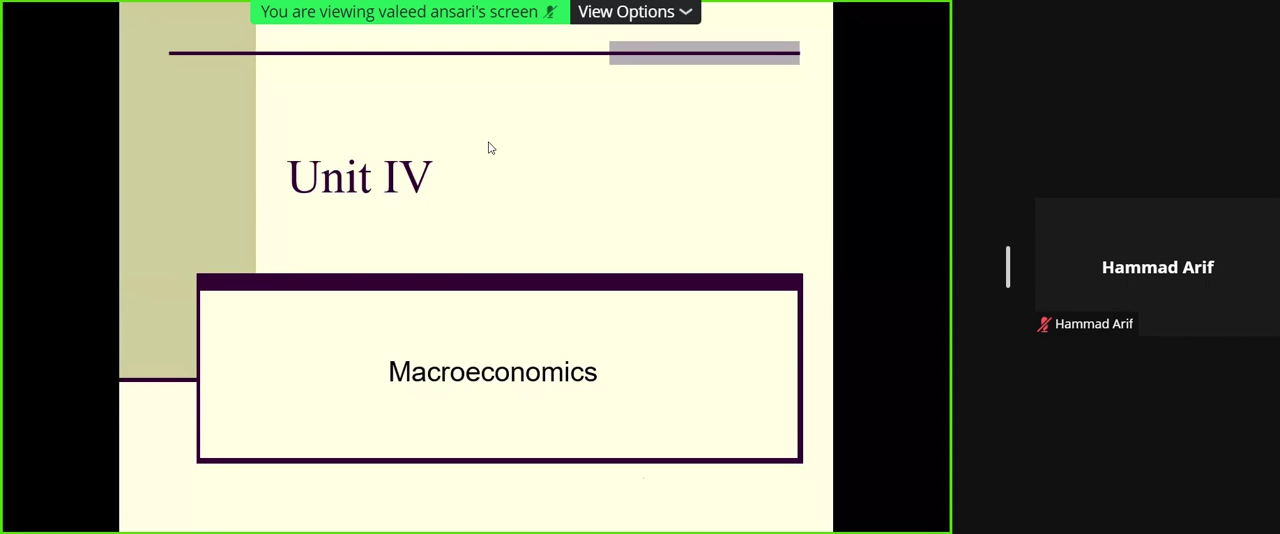 You are viewing valeed ansari's screen
View Options
Unit IV
Macroeconomics
Hammad Arif
Hammad Arif